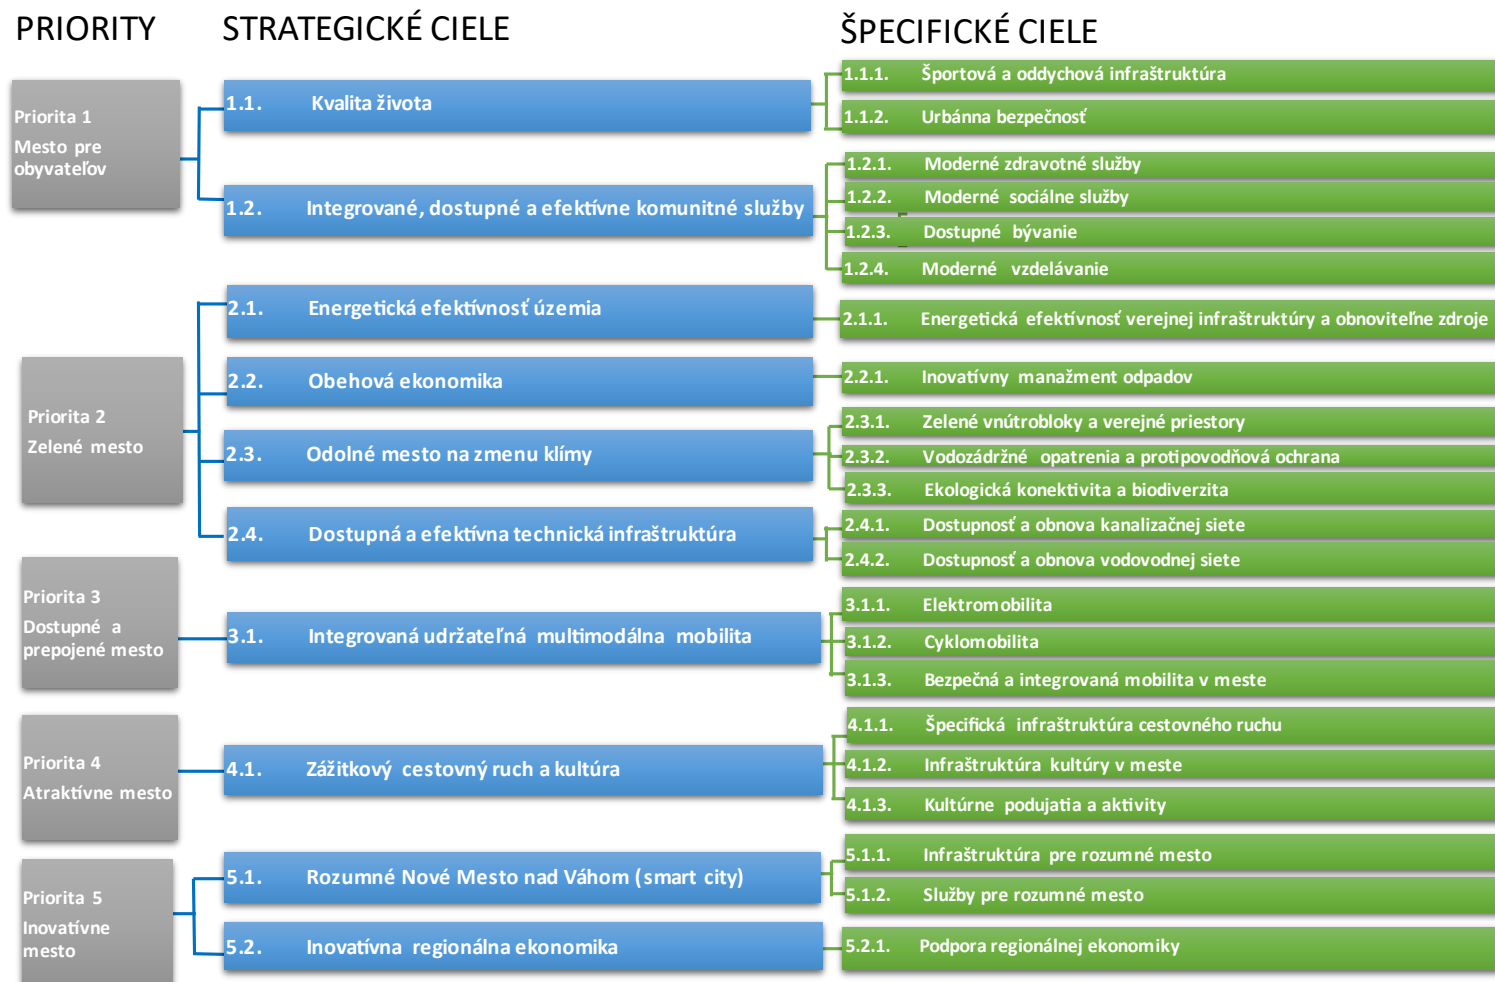 PRIORITY STRATEGICKÉ CIELE ŠPECIFICKÉ CIELE
Priorita 1
Mesto pre
obyvateľov
1.1. Kvalita života
1.1.1. Športová a oddychová infraštruktúra
1.1.2. Urbánna bezpečnosť
1.2. Integrované, dostupné a efektívne komunitné služby
1.2.1. Moderné zdravotné služby
1.2.2. Moderné sociálne služby
1.2.3. Dostupné bývanie
1.2.4. Moderné vzdelávanie
Priorita 2
Zelené mesto
2.1. Energetická efektívnosť územia
2.1.1. Energetická efektívnosť verejnej infraštruktúry a obnoviteľne zdroje
2.2. Obehová ekonomika
2.2.1. Inovatívny manažment odpadov
2.3. Odolné mesto na zmenu klímy
2.3.1. Zelené vnútrobloky a verejné priestory
2.3.2. Vodozádržné opatrenia a protipovodňová ochrana
2.3.3. Ekologická konektivita a biodiverzita
2.4. Dostupná a efektívna technická infraštruktúra
2.4.1. Dostupnosť a obnova kanalizačnej siete
2.4.2. Dostupnosť a obnova vodovodnej siete
Priorita 3
Dostupné a
prepojené mesto
3.1. Integrovaná udržateľná multimodálna mobilita
3.1.1. Elektromobilita
3.1.2. Cyklomobilita
3.1.3. Bezpečná a integrovaná mobilita v meste
Priorita 4
Atraktívne mesto
4.1. Zážitkový cestovný ruch a kultúra
4.1.1. Špecifická infraštruktúra cestovného ruchu
4.1.2. Infraštruktúra kultúry v meste
4.1.3. Kultúrne podujatia a aktivity
Priorita 5
Inovatívne
mesto
5.1. Rozumné Nové Mesto nad Váhom (smart city)
5.1.1. Infraštruktúra pre rozumné mesto
5.1.2. Služby pre rozumné mesto
5.2. Inovatívna regionálna ekonomika
5.2.1. Podpora regionálnej ekonomiky